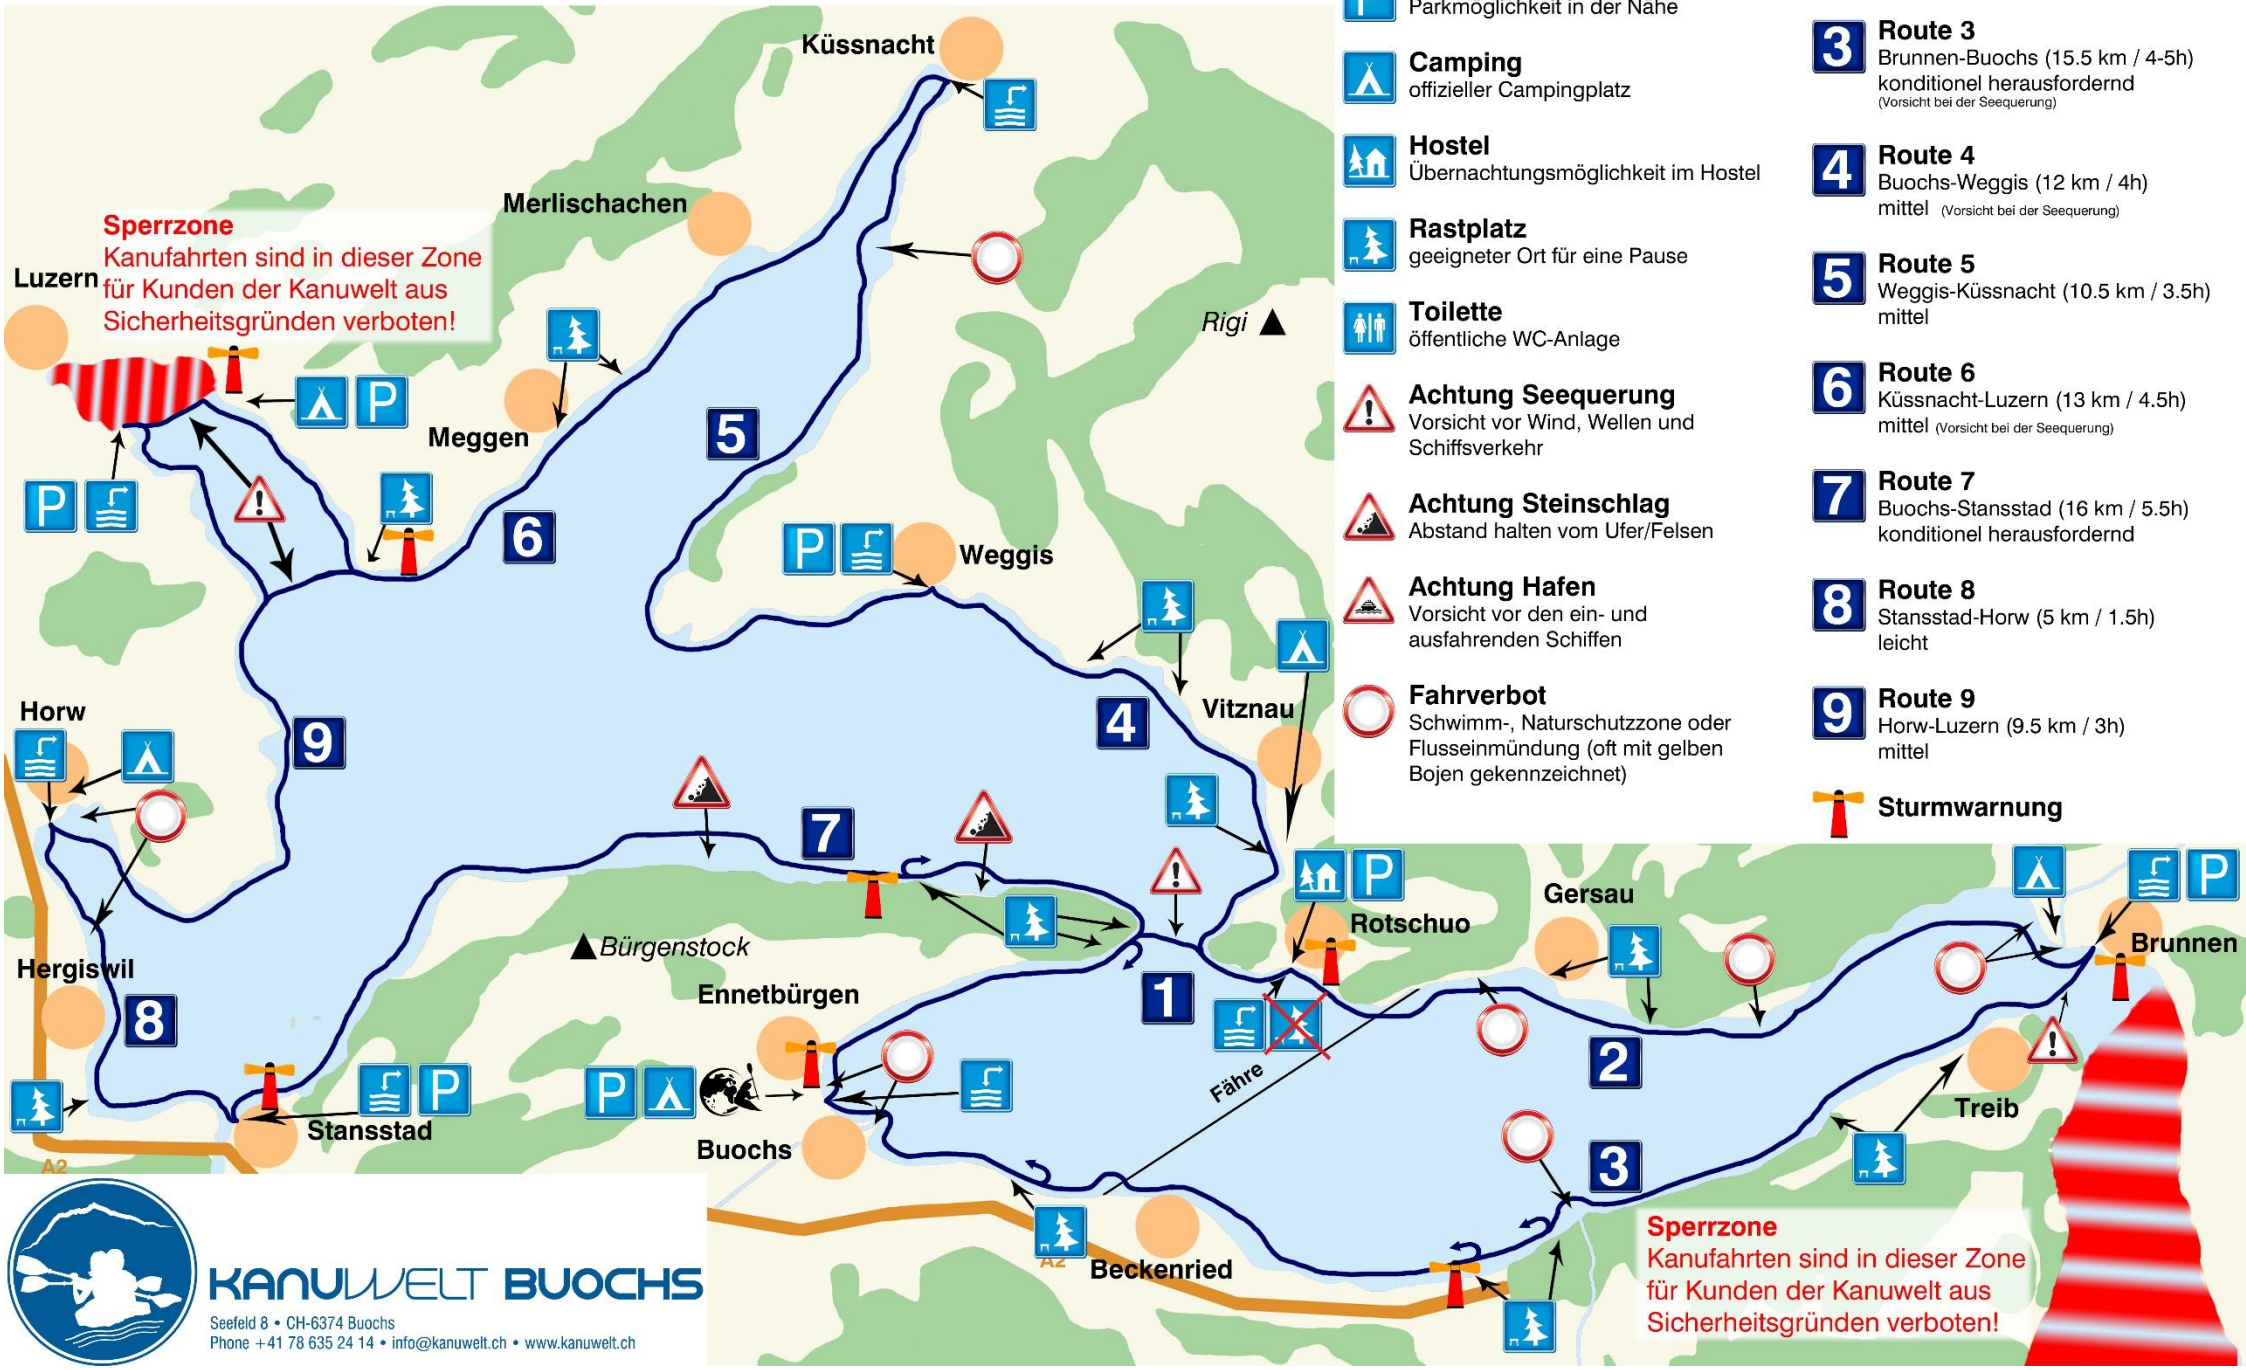 Parkmöglichkeit in der Nähe
Camping
offizieller Campingplatz
Hostel
Übernachtungsmöglichkeit im Hostel
Rastplatz
geeigneter Ort für eine Pause
Toilette
öffentliche WC-Anlage
Achtung Seequerung
Vorsicht vor Wind, Wellen und
Schiffsverkehr
Achtung Steinschlag
Abstand halten vom Ufer/Felsen
Achtung Hafen
Vorsicht vor den ein- und
ausfahrenden Schiffen
Fahrverbot
Schwimm-, Naturschutzzone oder
Flusseinmündung (oft mit gelben
Bojen gekennzeichnet)
3
Route 3
Brunnen-Buochs (15.5 km / 4-5h)
konditionel herausfordernd
(Vorsicht bei der Seequerung)
4
Route 4
Buochs-Weggis (12 km / 4h)
mittel (Vorsicht bei der Seequerung)
5
Route 5
Weggis-Küssnacht (10.5 km / 3.5h)
mittel
6
Route 6
Küssnacht-Luzern (13 km / 4.5h)
mittel (Vorsicht bei der Seequerung)
7
Route 7
Buochs-Stansstad (16 km / 5.5h)
konditionel herausfordernd
8
Route 8
Stansstad-Horw (5 km / 1.5h)
leicht
9
Route 9
Horw-Luzern (9.5 km / 3h)
mittel
Sturmwarnung
Küssnacht
Merlischachen
Sperrzone
Kanufahrten sind in dieser Zone
für Kunden der Kanuwelt aus
Sicherheitsgründen verboten!
Luzern
Rigi
P
Meggen
5
P
6
P
Weggis
Vitznau
4
Horw
9
7
P
Rotschuo
Gersau
P
Brunnen
Bürgenstock
Hergiswil
Ennetbürgen
1
8
2
Fähre
P
P
Stansstad
Buochs
Treib
A2
3
A2
Beckenried
Sperrzone
Kanufahrten sind in dieser Zone
für Kunden der Kanuwelt aus
Sicherheitsgründen verboten!
KANUWELT BUOCHS
Seefeld 8 • CH-6374 Buochs
Phone +41 78 635 24 14 • info@kanuwelt.ch • www.kanuwelt.ch